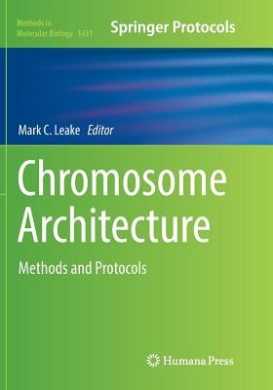 Methods in
Molecular Biology 1431
Springer Protocols
Mark C. Leake Editor
Chromosome
Architecture
Methods and Protocols
Humana Press